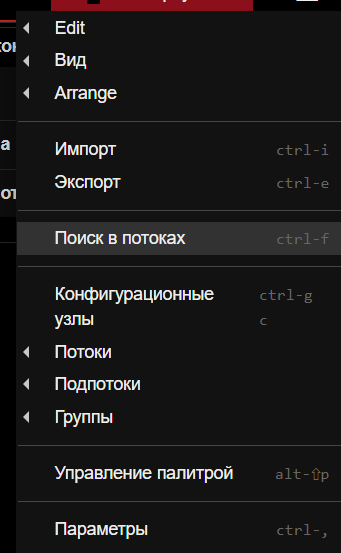 Edit
Вид
Arrange
Импорт ctrl-i
Экспорт ctrl-e
Поиск в потоках ctrl-f
Конфигурационные ctrl-g
узлы c
Потоки
Подпотоки
Группы
Управление палитрой alt-⇧p
Параметры ctrl-,